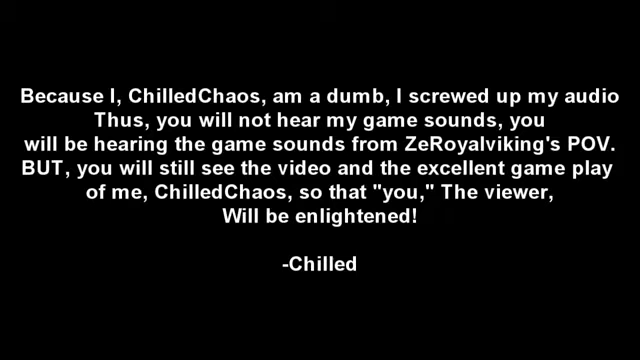 Because I, ChilledChaos, am a dumb, I screwed up my audio
Thus, you will not hear my game sounds, you
will be hearing the game sounds from ZeRoyalviking's POV.
BUT, you will still see the video and the excellent game play
of me, ChilledChaos, so that "you," The viewer,
Will be enlightened!
-Chilled